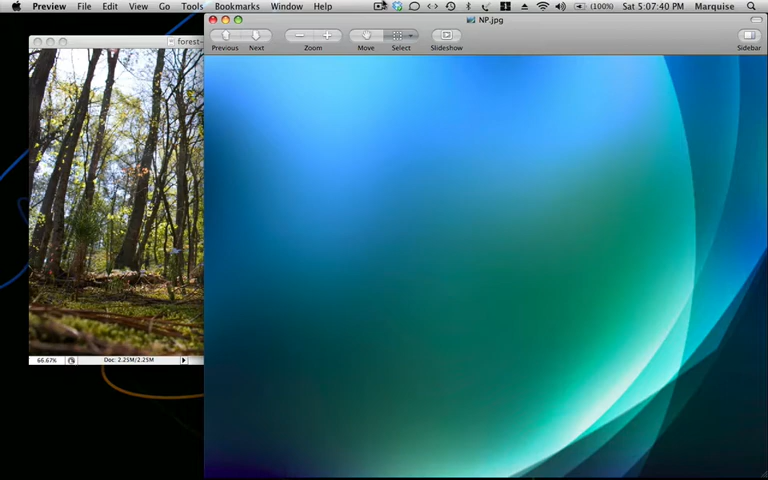 Preview File Edit View Go Tools Bookmarks Window Help (100%) Sat 5:07:40 PM Marquise
NP.jpg
Previous Next Zoom Move Select Slideshow Sidebar
forest-
66.67% Doc: 2.25M/2.25M